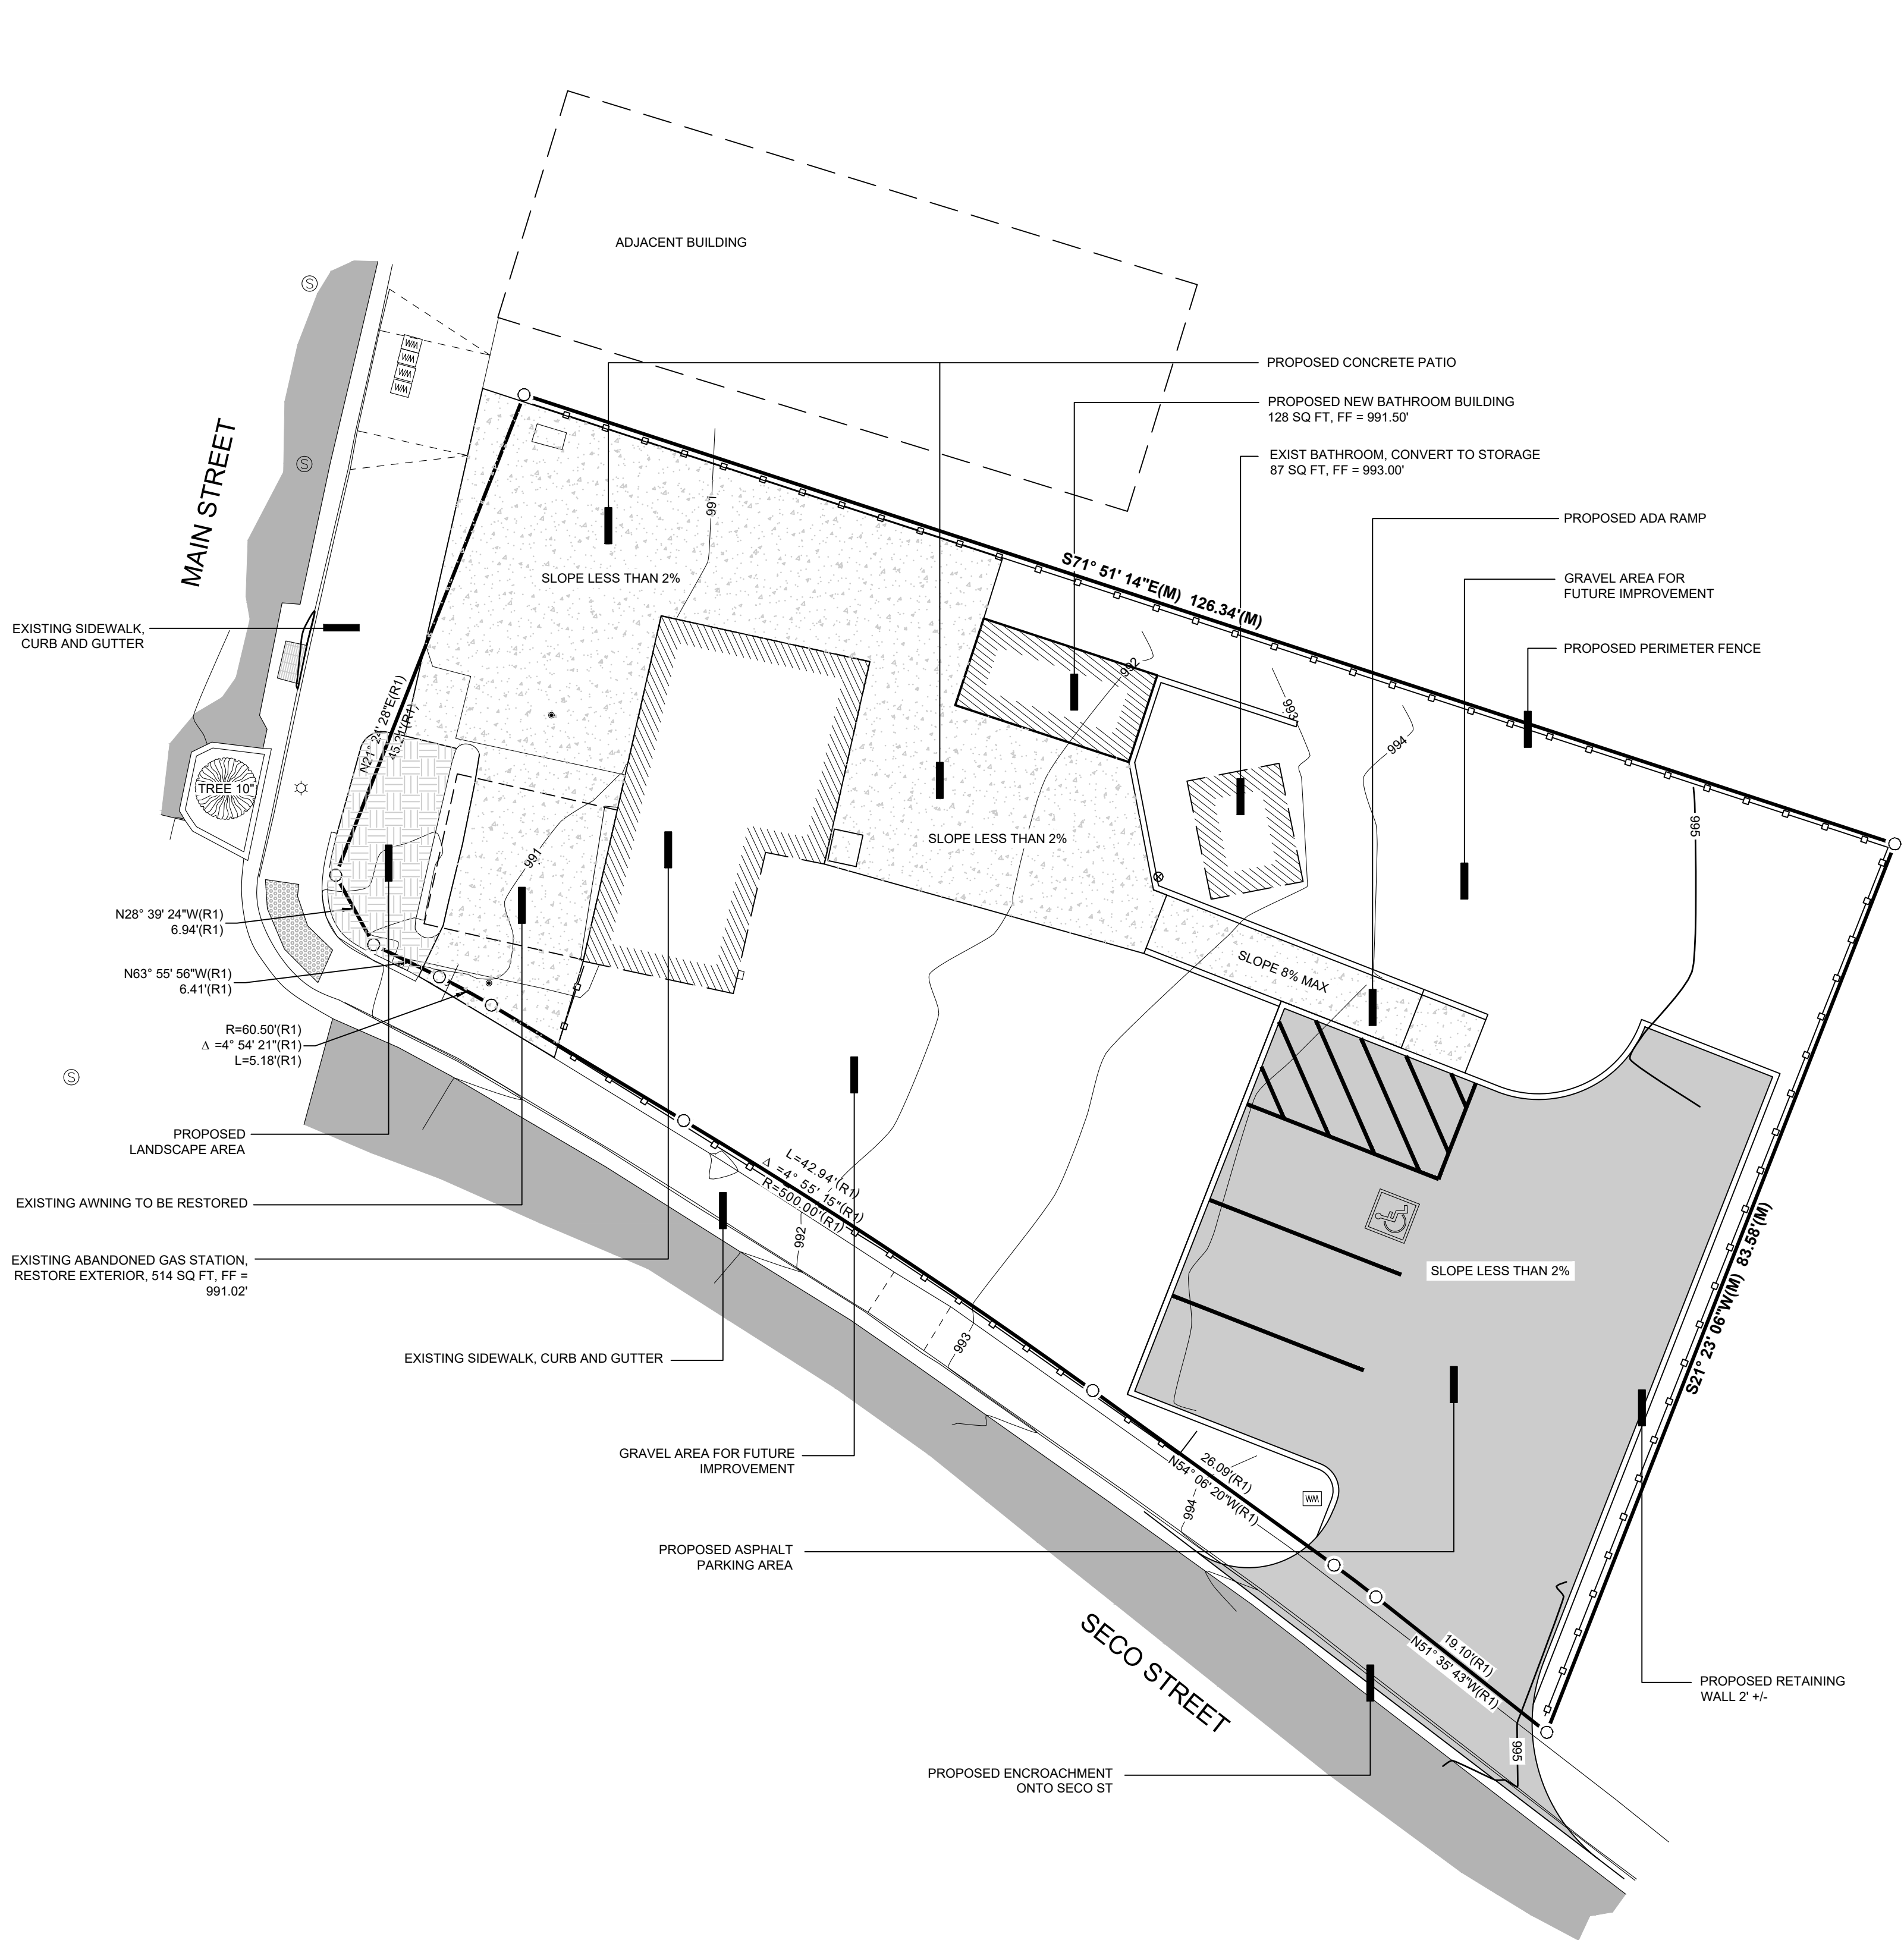 ADJACENT BUILDING
S
WM
WM
WM
WM
PROPOSED CONCRETE PATIO
PROPOSED NEW BATHROOM BUILDING
128 SQ FT, FF = 991.50'
EXIST BATHROOM, CONVERT TO STORAGE
87 SQ FT, FF = 993.00'
S
MAIN STREET
991
PROPOSED ADA RAMP
S71° 51' 14"E(M) 126.34'(M)
SLOPE LESS THAN 2%
GRAVEL AREA FOR
FUTURE IMPROVEMENT
EXISTING SIDEWALK,
CURB AND GUTTER
PROPOSED PERIMETER FENCE
992
993
994
N21° 24' 28"E(R1)
45.21'(R1)
TREE 10"
SLOPE LESS THAN 2%
995
991
N28° 39' 24"W(R1)
6.94'(R1)
N63° 55' 56"W(R1)
6.41'(R1)
SLOPE 8% MAX
R=60.50'(R1)
Δ =4° 54' 21"(R1)
L=5.18'(R1)
S
PROPOSED
LANDSCAPE AREA
L=42.94'(R1)
Δ =4° 55' 15"(R1)
R=500.00'(R1)
EXISTING AWNING TO BE RESTORED
992
EXISTING ABANDONED GAS STATION,
RESTORE EXTERIOR, 514 SQ FT, FF =
991.02'
SLOPE LESS THAN 2%
S21° 23' 06"W(M) 83.58'(M)
993
EXISTING SIDEWALK, CURB AND GUTTER
GRAVEL AREA FOR FUTURE
IMPROVEMENT
26.09'(R1)
N54° 06' 20"W(R1)
WM
994
PROPOSED ASPHALT
PARKING AREA
SECO STREET
19.10'(R1)
N51° 35' 43"W(R1)
PROPOSED RETAINING
WALL 2' +/-
995
PROPOSED ENCROACHMENT
ONTO SECO ST